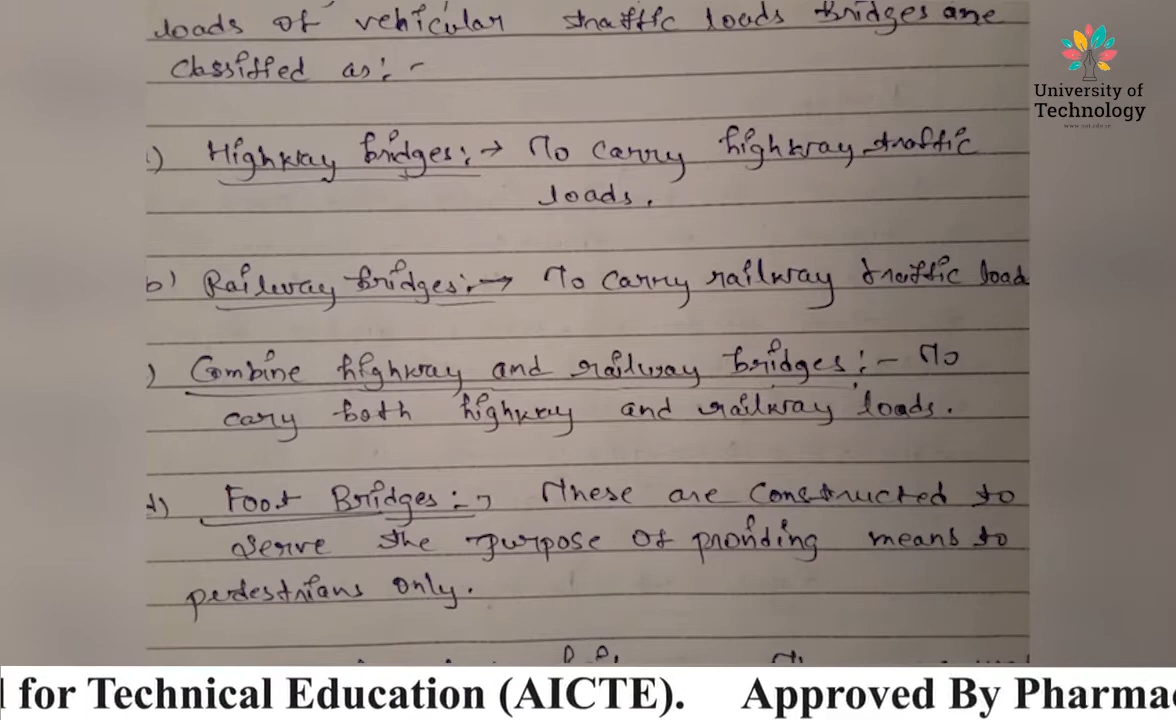 loads of vehicular traffic loads bridges are
classified as:-
) Highway bridges:→ To carry highway traffic
loads.
b) Railway bridges:→ To carry railway traffic load
) Combine highway and railway bridges:- To
cary both highway and railway loads.
d) Foot Bridges:→ These are constructed to
serve the purpose of providing means to
pedestrians only.
University of
Technology
l for Technical Education (AICTE). Approved By Pharmac